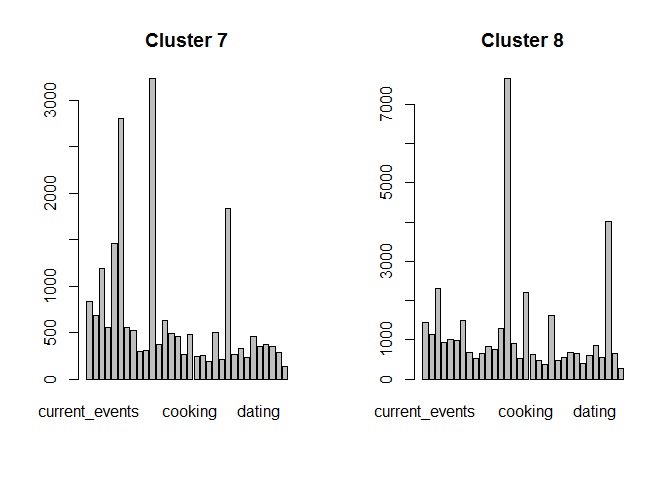 Cluster 7
3000
2000
1000
500
0
current_events
cooking
dating
Cluster 8
7000
5000
3000
1000
0
current_events
cooking
dating